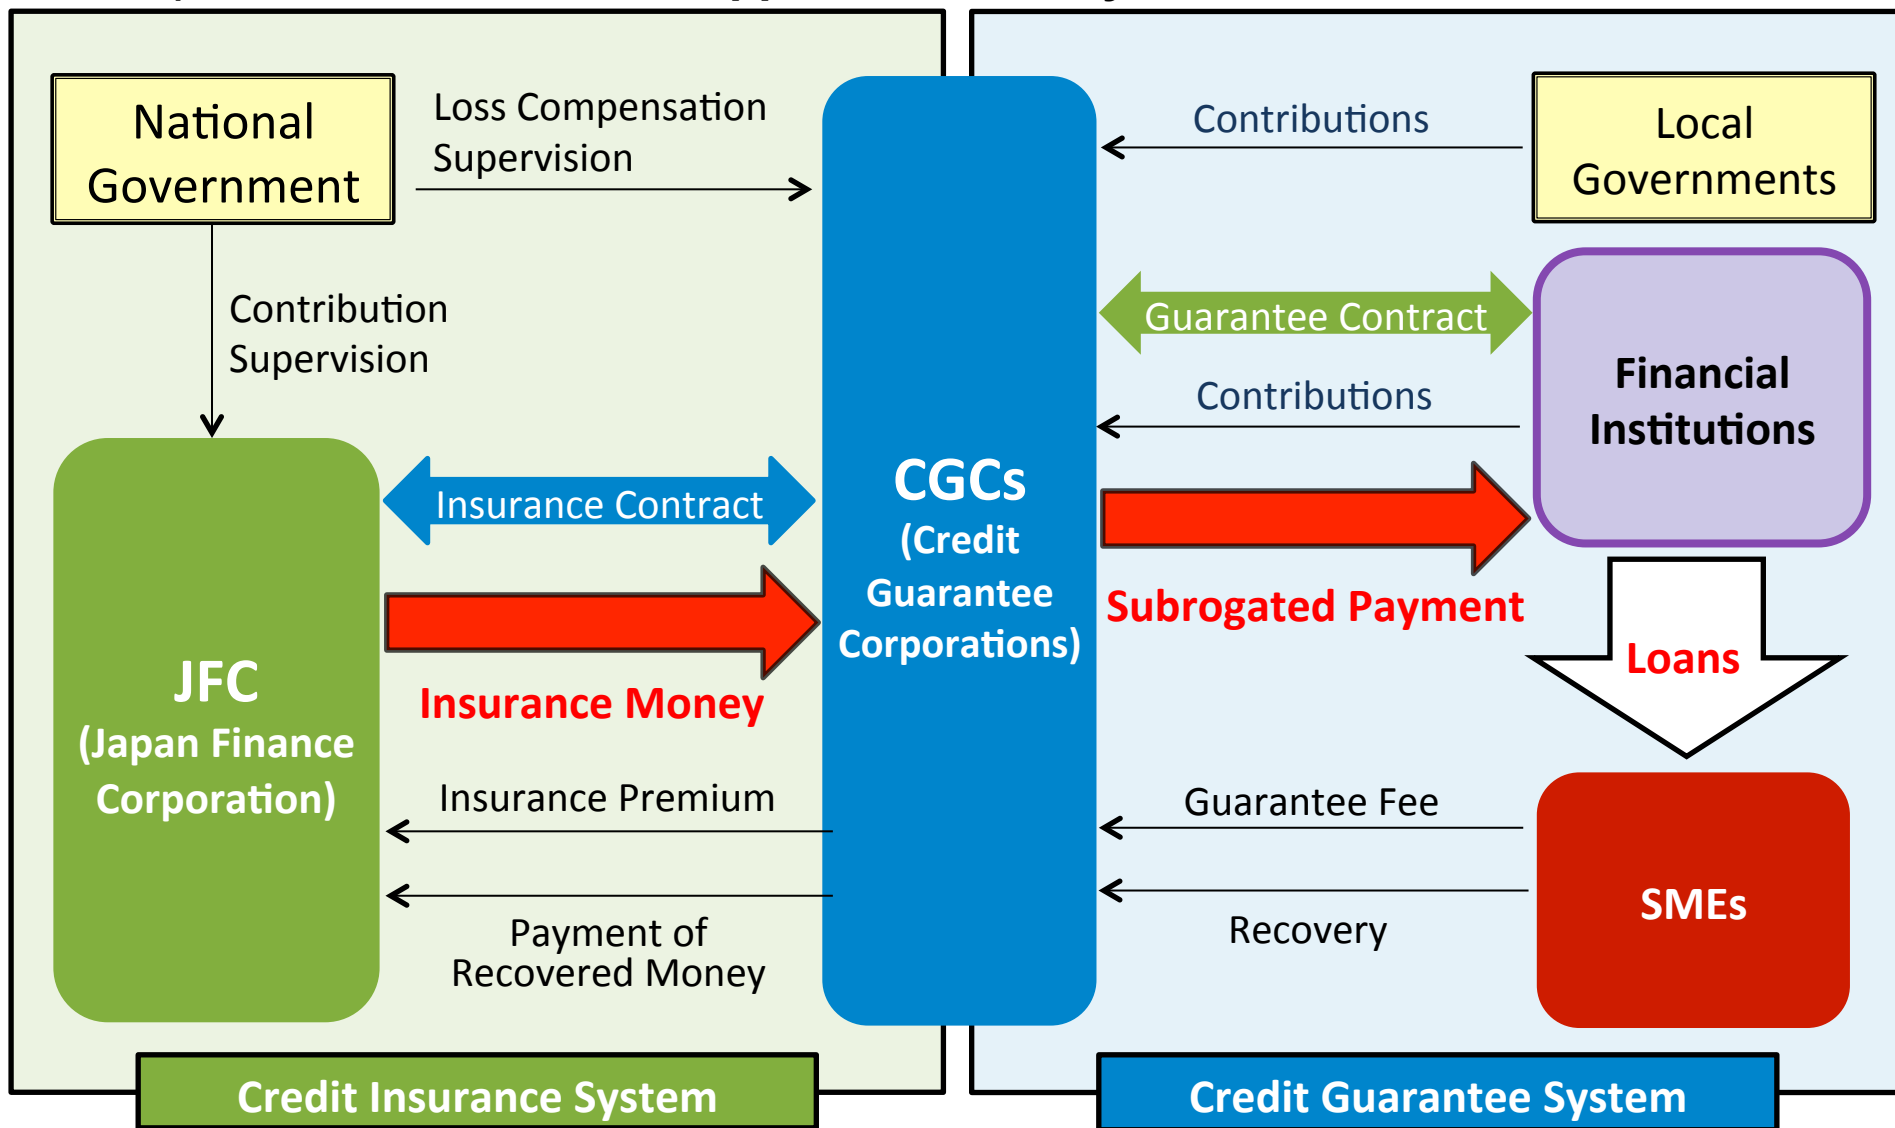 National
Government
Loss Compensation
Supervision
Contributions
Local
Governments
Contribution
Supervision
Guarantee Contract
Contributions
Financial
Institutions
Insurance Contract
CGCs
(Credit
Guarantee
Corporations)
Subrogated Payment
Loans
JFC
(Japan Finance
Corporation)
Insurance Money
Insurance Premium
Guarantee Fee
Payment of
Recovered Money
Recovery
SMEs
Credit Insurance System
Credit Guarantee System